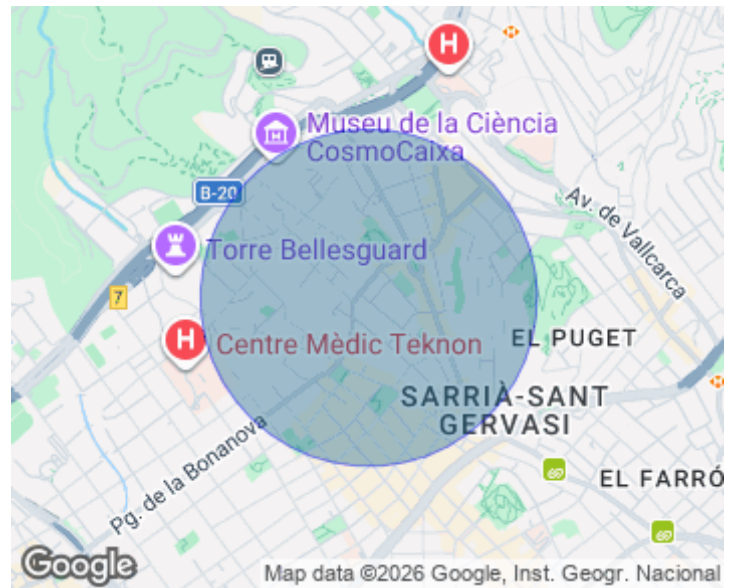 H
Museu de la Ciència
CosmoCaixa
B-20
Av. de Vallcarca
Torre Bellesguard
7
H
Centre Mèdic Teknon
EL PUGET
SARRIÀ-SANT
GERVASI
Pg. de la Bonanova
EL FARRÓ
Google
Map data ©2026 Google, Inst. Geogr. Nacional